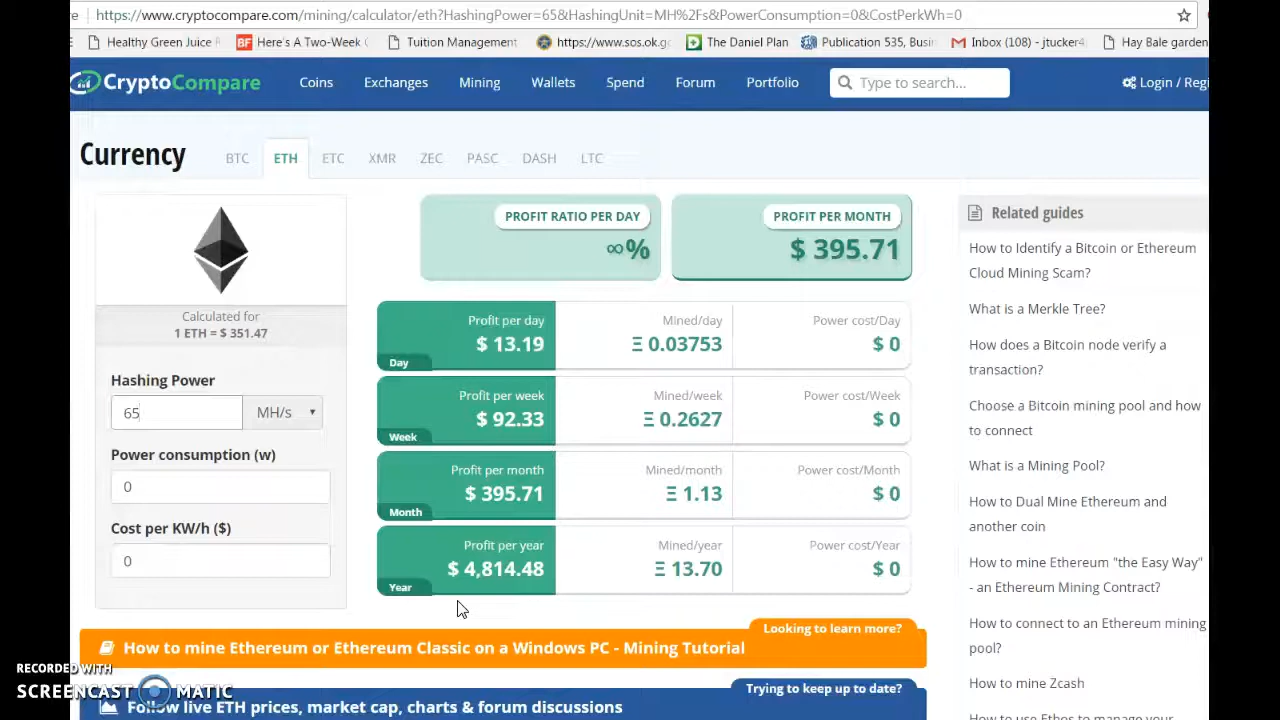 re
https://www.cryptocompare.com/mining/calculator/eth?HashingPower=65&HashingUnit=MH%2Fs&PowerConsumption=0&CostPerkWh=0
Healthy Green Juice
BF Here's A Two-Week
Tuition Management
https://www.sos.ok.go
The Daniel Plan
Publication 535, Busi
Inbox (108) - jtucker4
Hay Bale garden
CryptoCompare
Coins
Exchanges
Mining
Wallets
Spend
Forum
Portfolio
Type to search...
Login / Regi
Currency
BTC
ETH
ETC
XMR
ZEC
PASC
DASH
LTC
Calculated for
1 ETH = $ 351.47
Hashing Power
65
MH/s
Power consumption (w)
0
Cost per KW/h ($)
0
PROFIT RATIO PER DAY
∞%
PROFIT PER MONTH
$ 395.71
Profit per day
$ 13.19
Day
Mined/day
Ξ 0.03753
Power cost/Day
$ 0
Profit per week
$ 92.33
Week
Mined/week
Ξ 0.2627
Power cost/Week
$ 0
Profit per month
$ 395.71
Month
Mined/month
Ξ 1.13
Power cost/Month
$ 0
Profit per year
$ 4,814.48
Year
Mined/year
Ξ 13.70
Power cost/Year
$ 0
Looking to learn more?
How to mine Ethereum or Ethereum Classic on a Windows PC - Mining Tutorial
Trying to keep up to date?
Follow live ETH prices, market cap, charts & forum discussions
Related guides
How to Identify a Bitcoin or Ethereum
Cloud Mining Scam?
What is a Merkle Tree?
How does a Bitcoin node verify a
transaction?
Choose a Bitcoin mining pool and how
to connect
What is a Mining Pool?
How to Dual Mine Ethereum and
another coin
How to mine Ethereum "the Easy Way"
- an Ethereum Mining Contract?
How to connect to an Ethereum mining
pool?
How to mine Zcash
How to use Ethos to manage your
RECORDED WITH
SCREENCAST MATIC